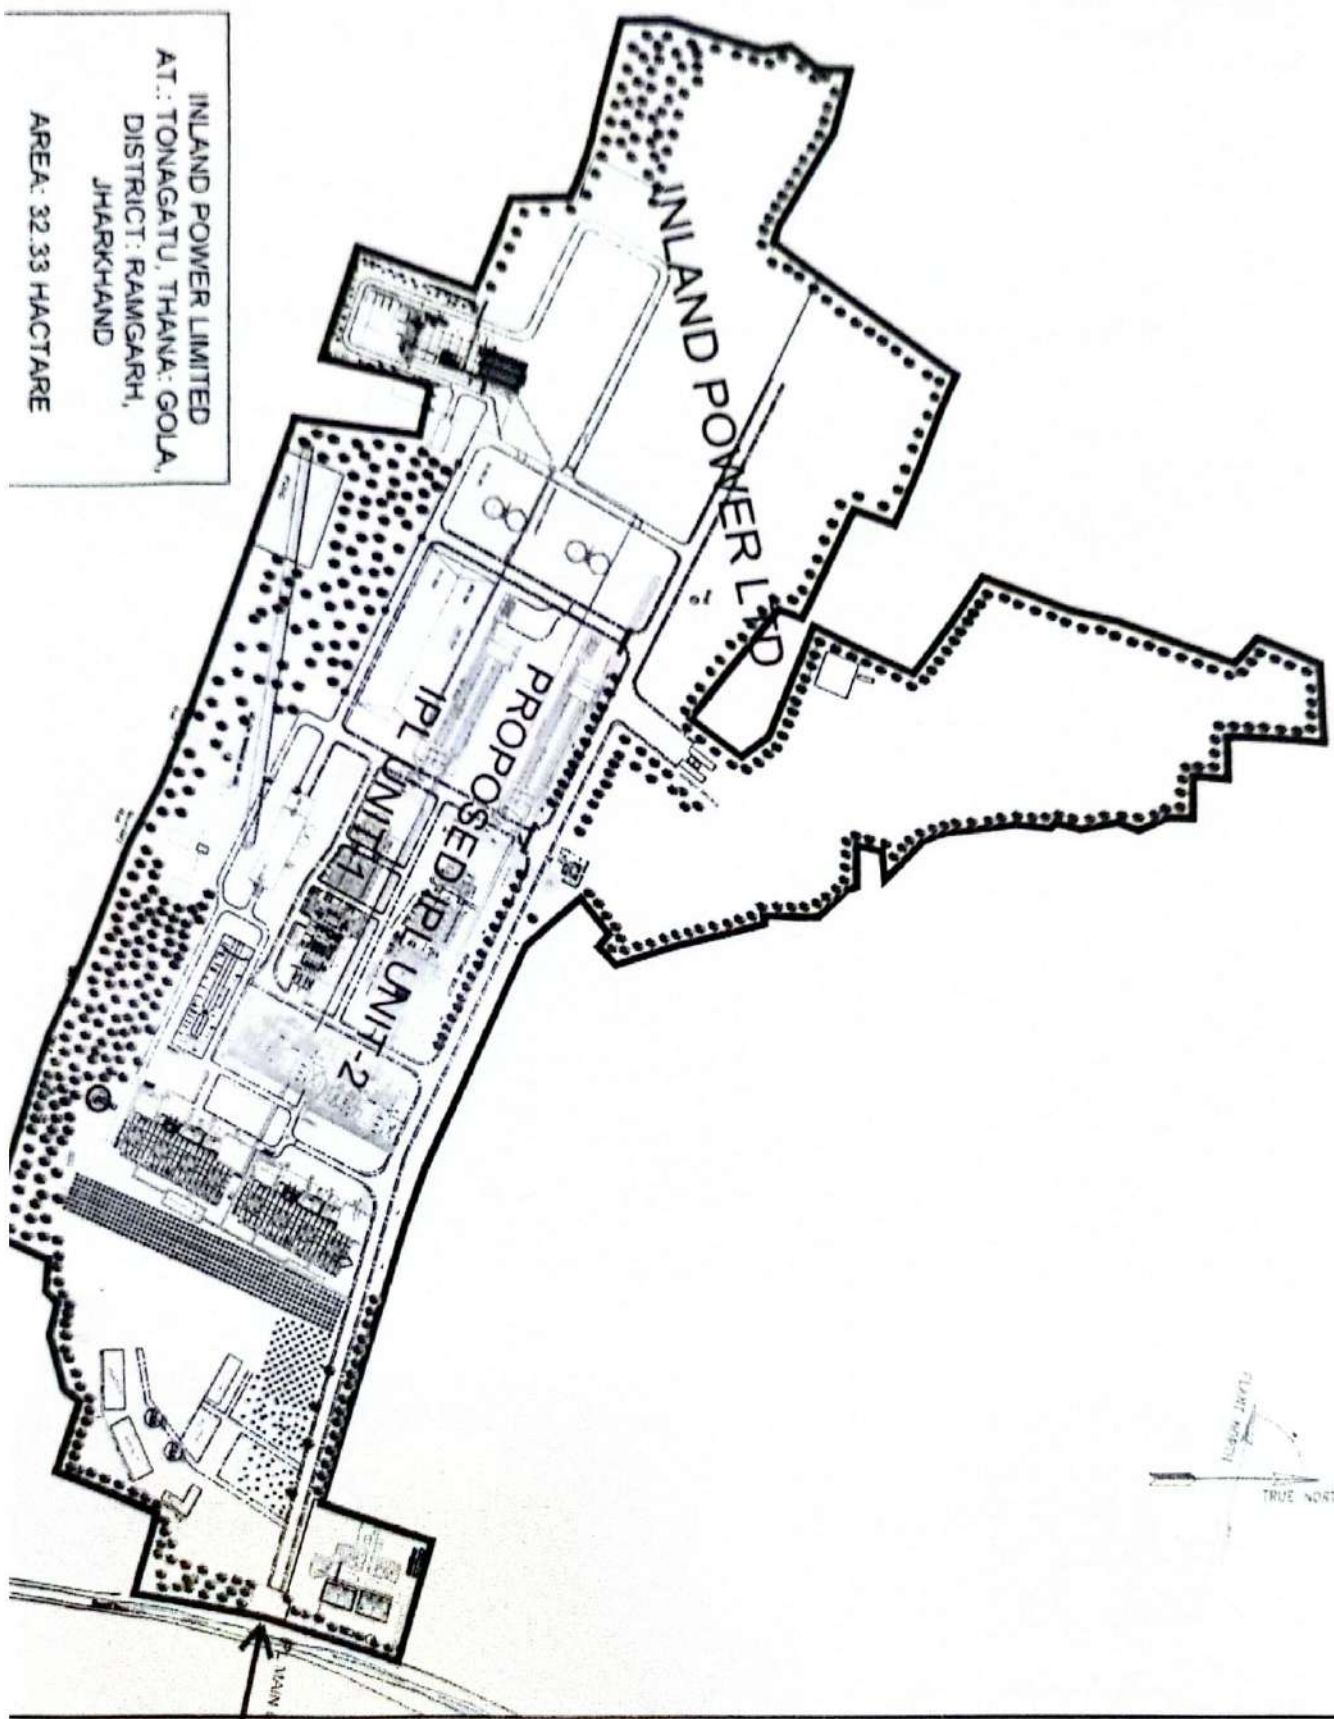 INLAND POWER LIMITED
AT.: TONAGATU, THANA: GOLA,
DISTRICT: RAMGARH,
JHARKHAND
AREA: 32.33 HACTARE
INLAND POWER LTD
PROPOSED IPL UNIT-2
IPL UNIT-1
PLANT NORTH
TRUE NORT
MAIN